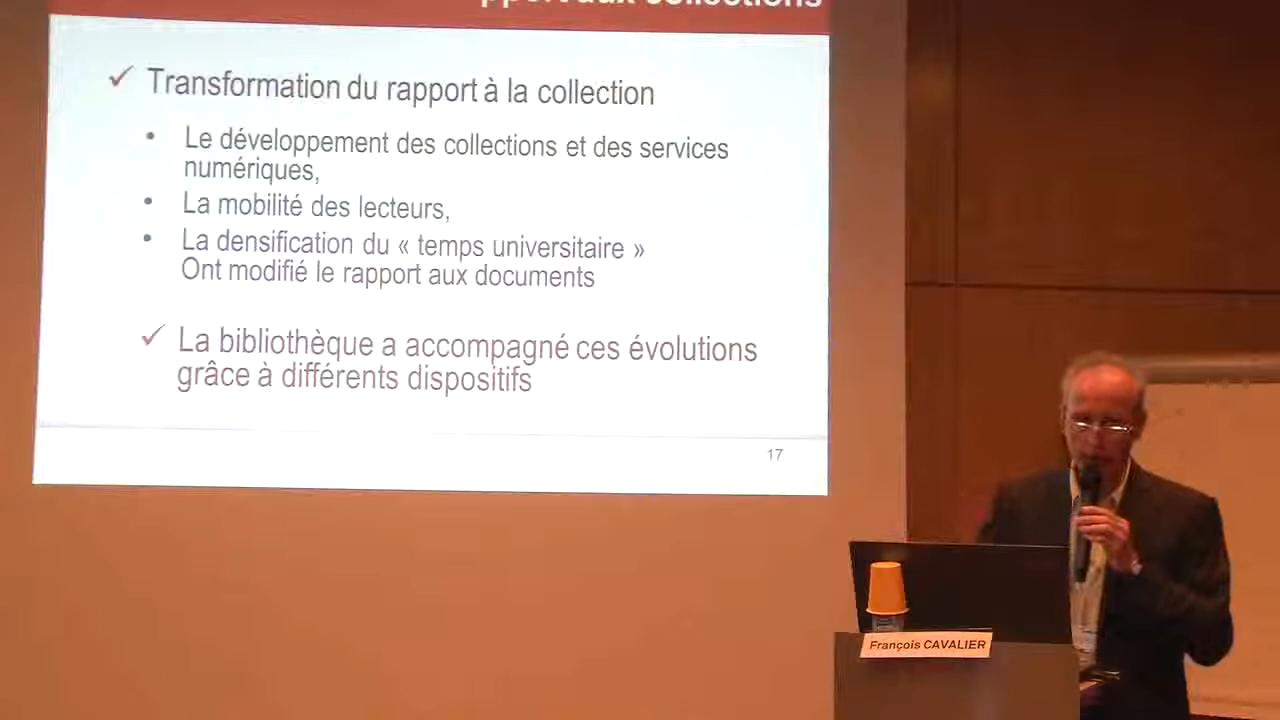 aux collections
✓ Transformation du rapport à la collection
• Le développement des collections et des services
numériques,
• La mobilité des lecteurs,
• La densification du « temps universitaire »
Ont modifié le rapport aux documents
✓ La bibliothèque a accompagné ces évolutions
grâce à différents dispositifs
17
François CAVALIER